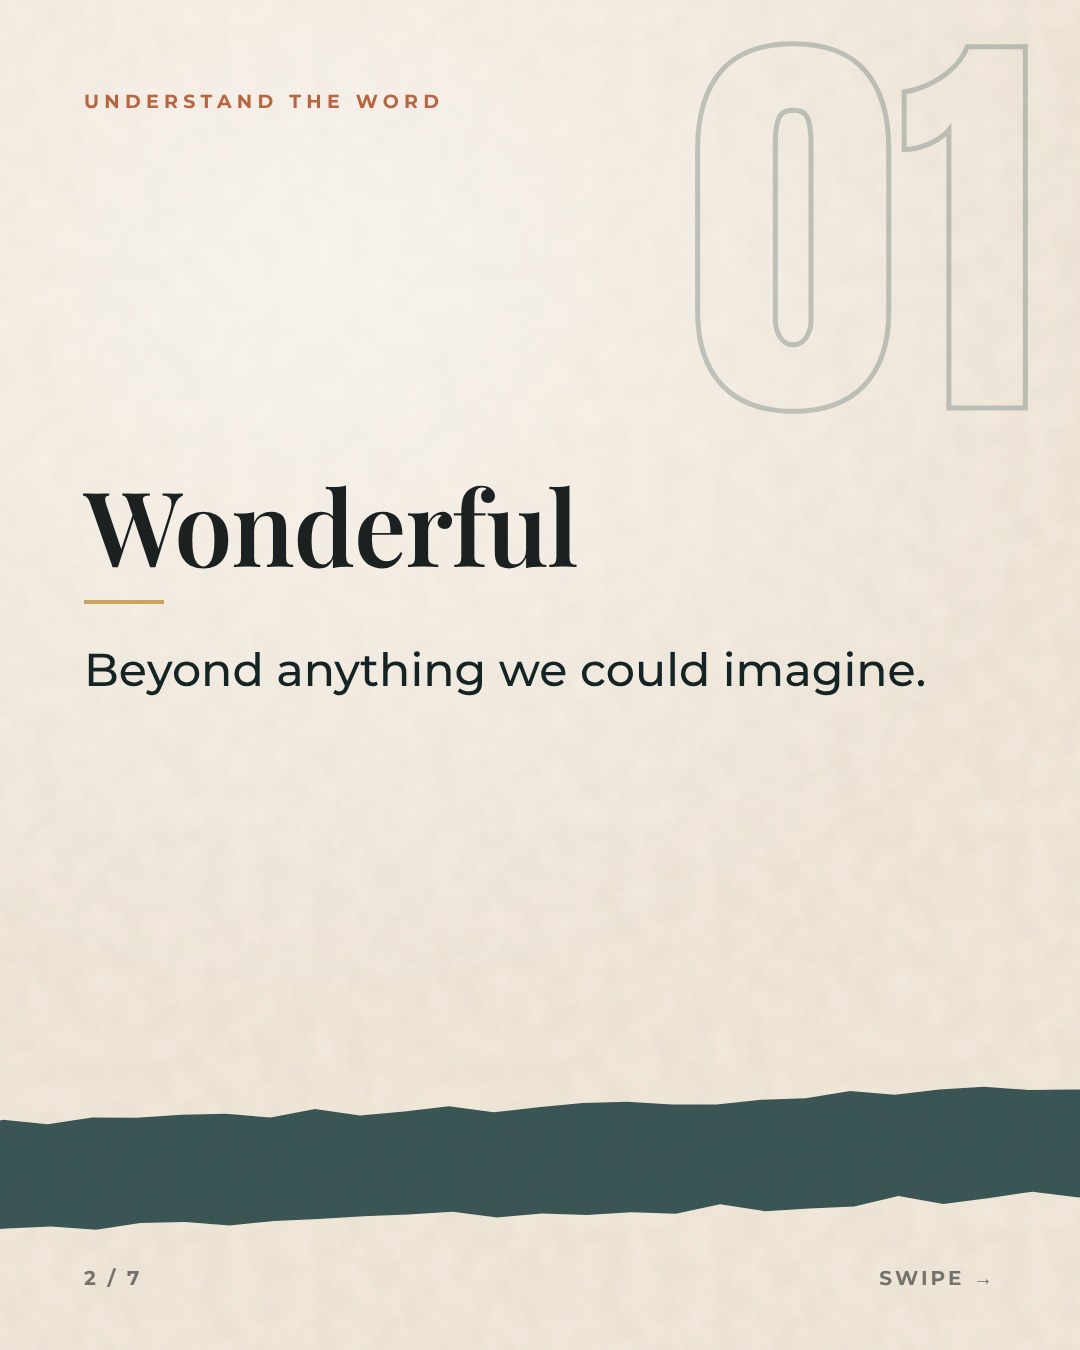 UNDERSTAND THE WORD
01
Wonderful
Beyond anything we could imagine.
2 / 7
SWIPE →